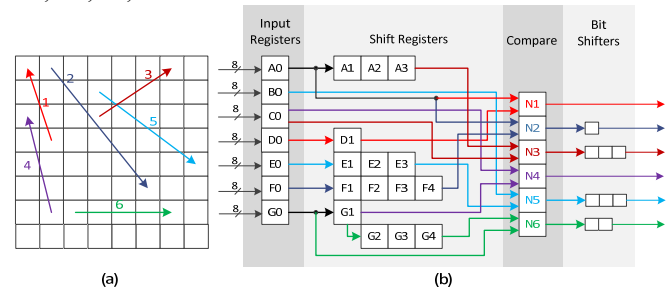 Input
Registers
Shift Registers
Compare
Bit
Shifters
1
2
3
4
5
6
8 A0 A1 A2 A3
8 B0
C0
8 D0 D1
8 E0 E1 E2 E3
8 F0 F1 F2 F3 F4
8 G0 G1
G2 G3 G4
N1
N2
N3
N4
N5
N6
(a)
(b)